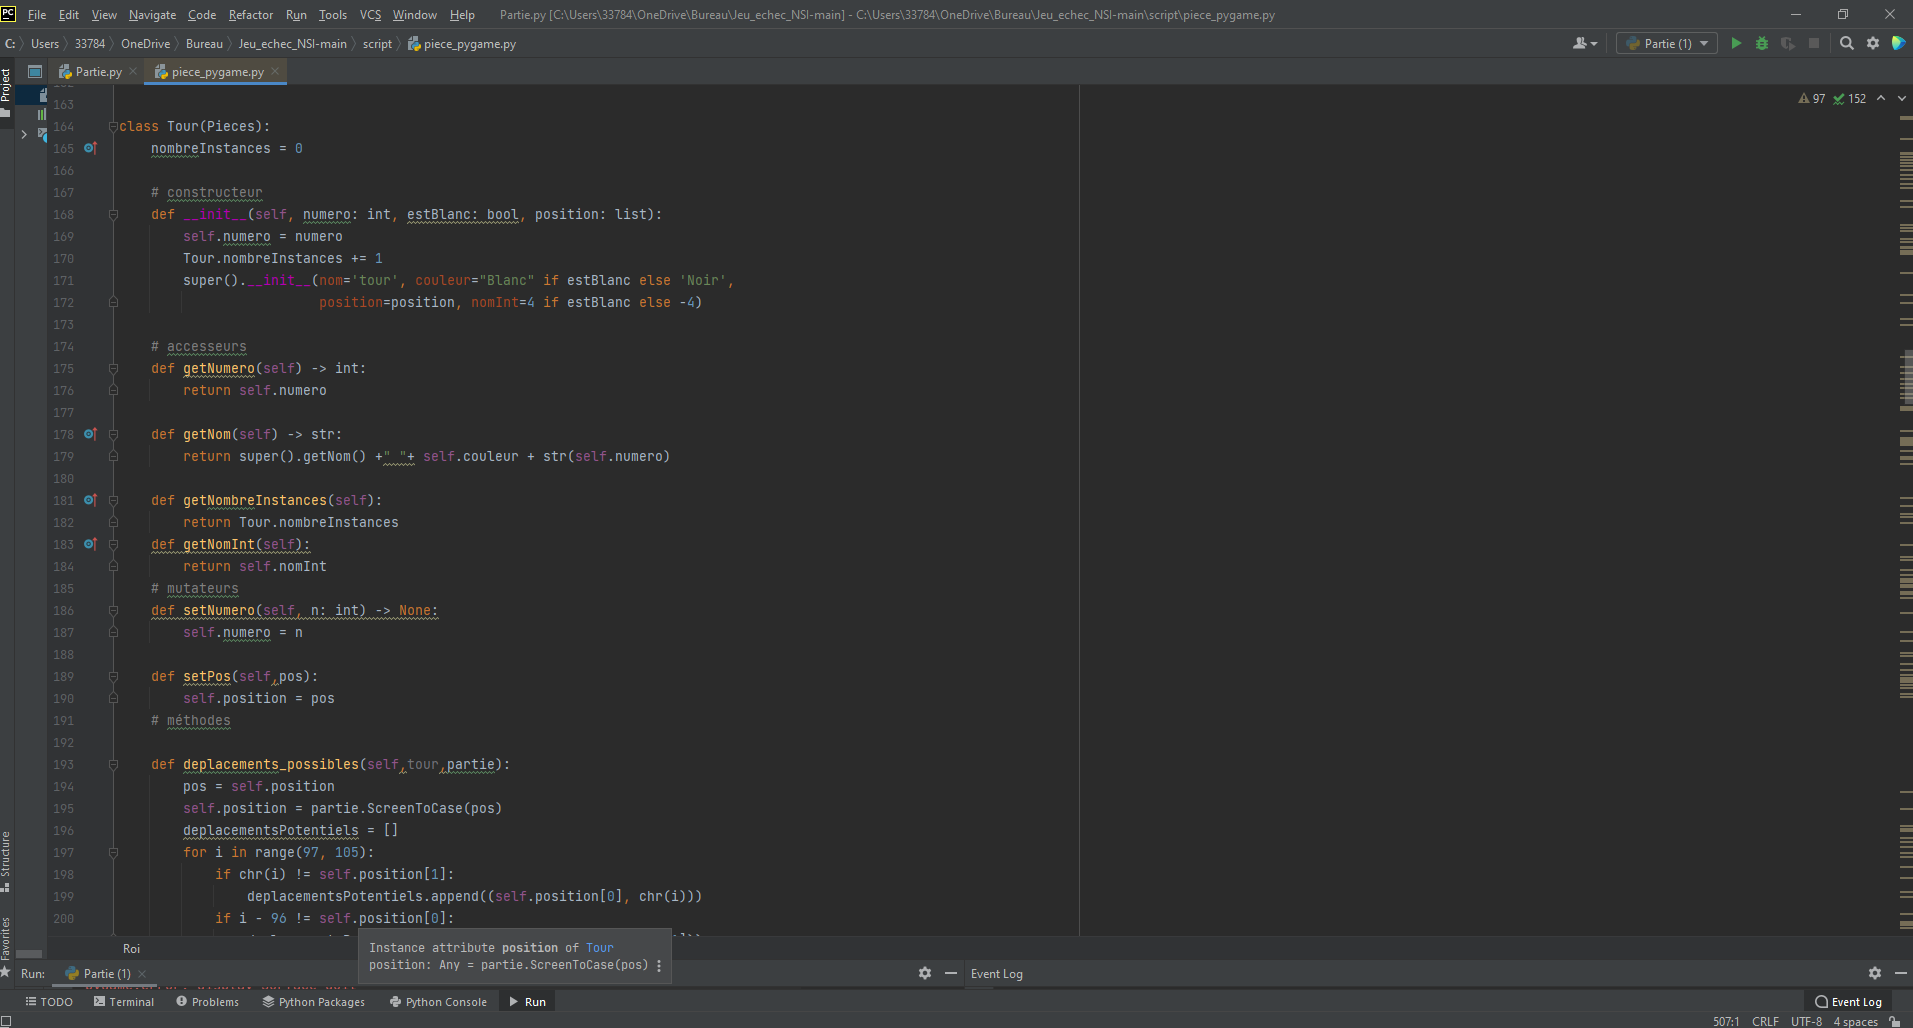 PC File Edit View Navigate Code Refactor Run Tools VCS Window Help Partie.py [C:\Users\33784\OneDrive\Bureau\Jeu_echec_NSI-main] - C:\Users\33784\OneDrive\Bureau\Jeu_echec_NSI-main\script\piece_pygame.py
C: Users 33784 OneDrive Bureau Jeu_echec_NSI-main script piece_pygame.py Partie (1)
Project
Partie.py piece_pygame.py
97 152
163
164 class Tour(Pieces):
165 nombreInstances = 0
166
167 # constructeur
168 def __init__(self, numero: int, estBlanc: bool, position: list):
169 self.numero = numero
170 Tour.nombreInstances += 1
171 super().__init__(nom='tour', couleur="Blanc" if estBlanc else 'Noir',
172 position=position, nomInt=4 if estBlanc else -4)
173
174 # accesseurs
175 def getNumero(self) -> int:
176 return self.numero
177
178 def getNom(self) -> str:
179 return super().getNom() +" "+ self.couleur + str(self.numero)
180
181 def getNombreInstances(self):
182 return Tour.nombreInstances
183 def getNomInt(self):
184 return self.nomInt
185 # mutateurs
186 def setNumero(self, n: int) -> None:
187 self.numero = n
188
189 def setPos(self,pos):
190 self.position = pos
191 # méthodes
192
193 def deplacements_possibles(self,tour,partie):
194 pos = self.position
195 self.position = partie.ScreenToCase(pos)
196 deplacementsPotentiels = []
197 for i in range(97, 105):
198 if chr(i) != self.position[1]:
199 deplacementsPotentiels.append((self.position[0], chr(i)))
200 if i - 96 != self.position[0]:
Structure
Favorites
Roi
Instance attribute position of Tour
position: Any = partie.ScreenToCase(pos)
Run: Partie (1)
Event Log
TODO Terminal Problems Python Packages Python Console Run Event Log
507:1 CRLF UTF-8 4 spaces